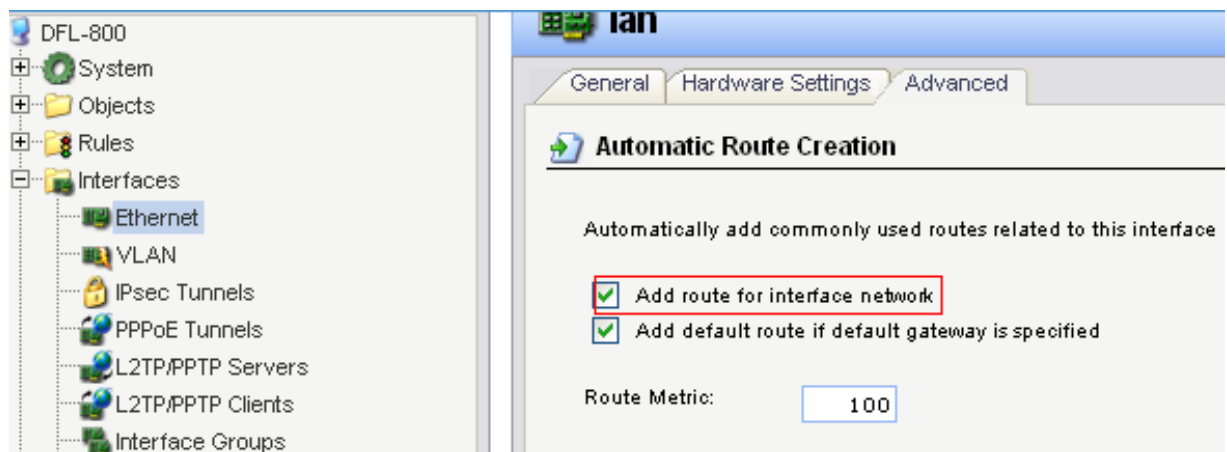 DFL-800
System
Objects
Rules
Interfaces
Ethernet
VLAN
IPsec Tunnels
PPPoE Tunnels
L2TP/PPTP Servers
L2TP/PPTP Clients
Interface Groups
lan
General Hardware Settings Advanced
Automatic Route Creation
Automatically add commonly used routes related to this interface
Add route for interface network
Add default route if default gateway is specified
Route Metric: 100